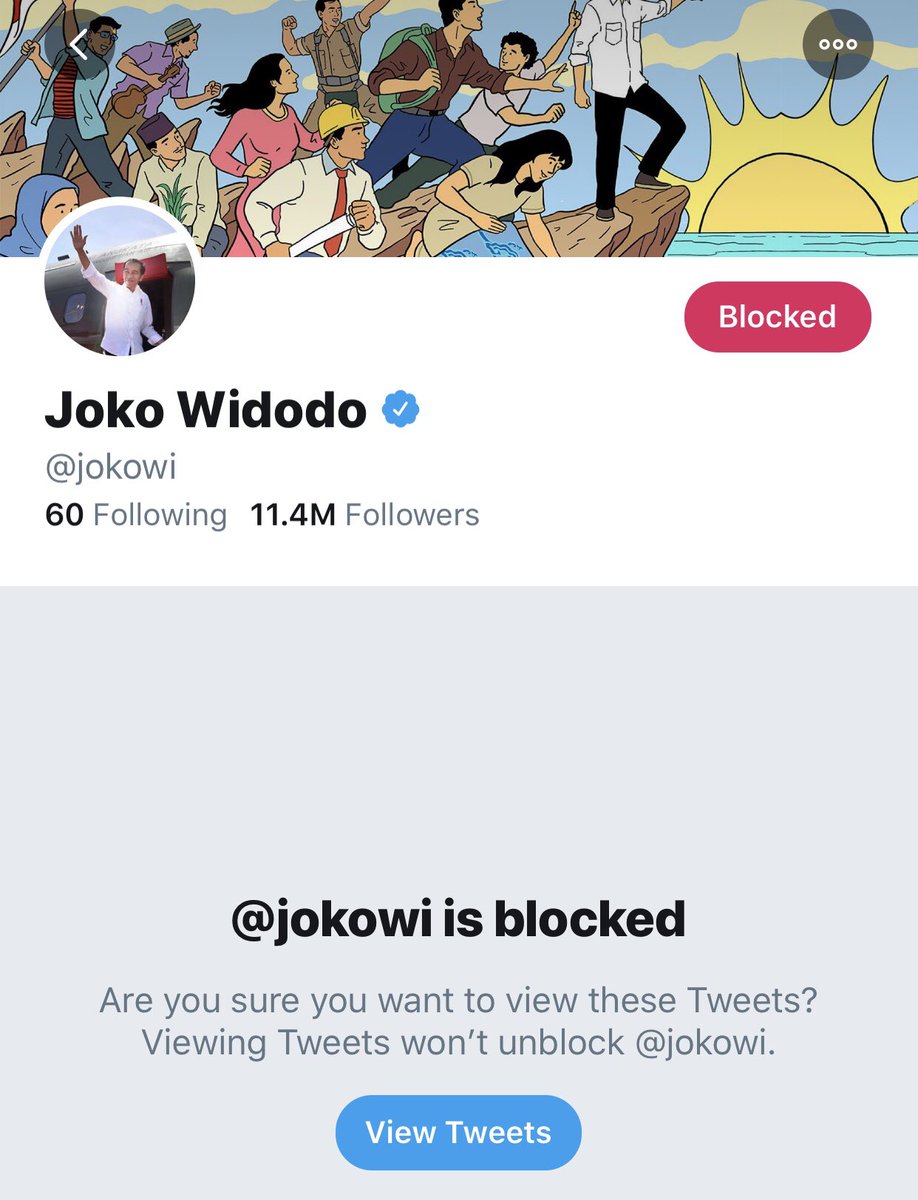 Blocked
Joko Widodo
@jokowi
60 Following 11.4M Followers
@jokowi is blocked
Are you sure you want to view these Tweets?
Viewing Tweets won’t unblock @jokowi.
View Tweets